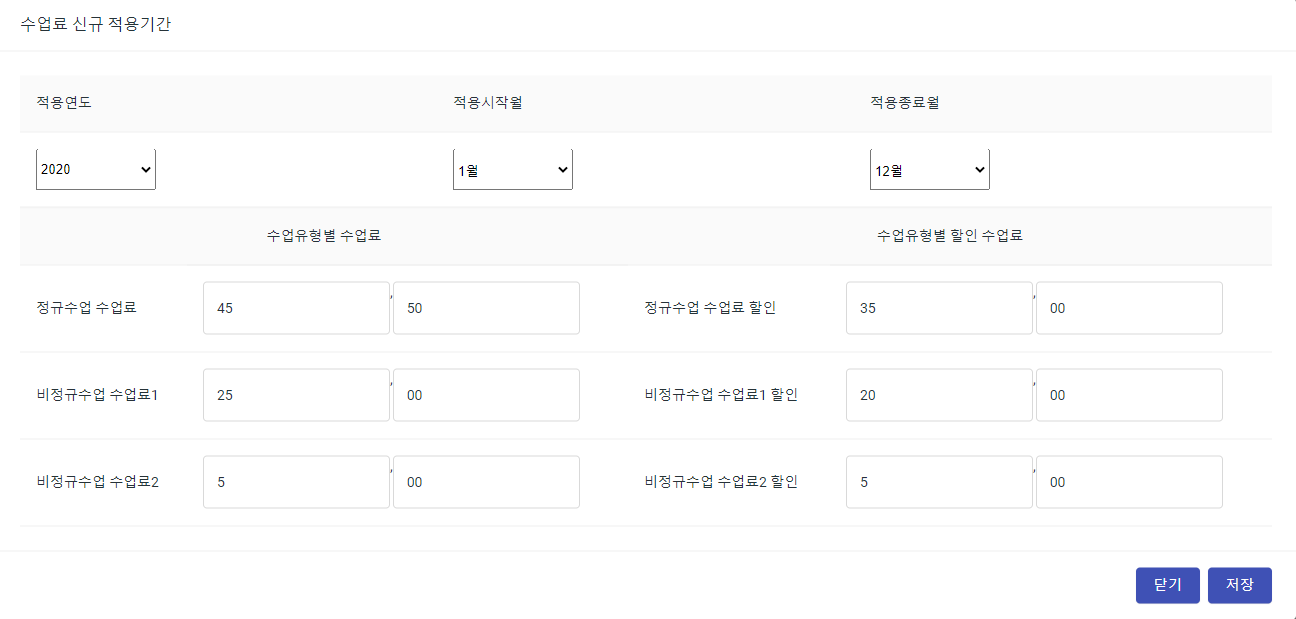 수업료 신규 적용기간
적용연도 적용시작월 적용종료월
2020 1월 12월
수업유형별 수업료 수업유형별 할인 수업료
정규수업 수업료 45 , 50 정규수업 수업료 할인 35 , 00
비정규수업 수업료1 25 , 00 비정규수업 수업료1 할인 20 , 00
비정규수업 수업료2 5 , 00 비정규수업 수업료2 할인 5 , 00
닫기 저장